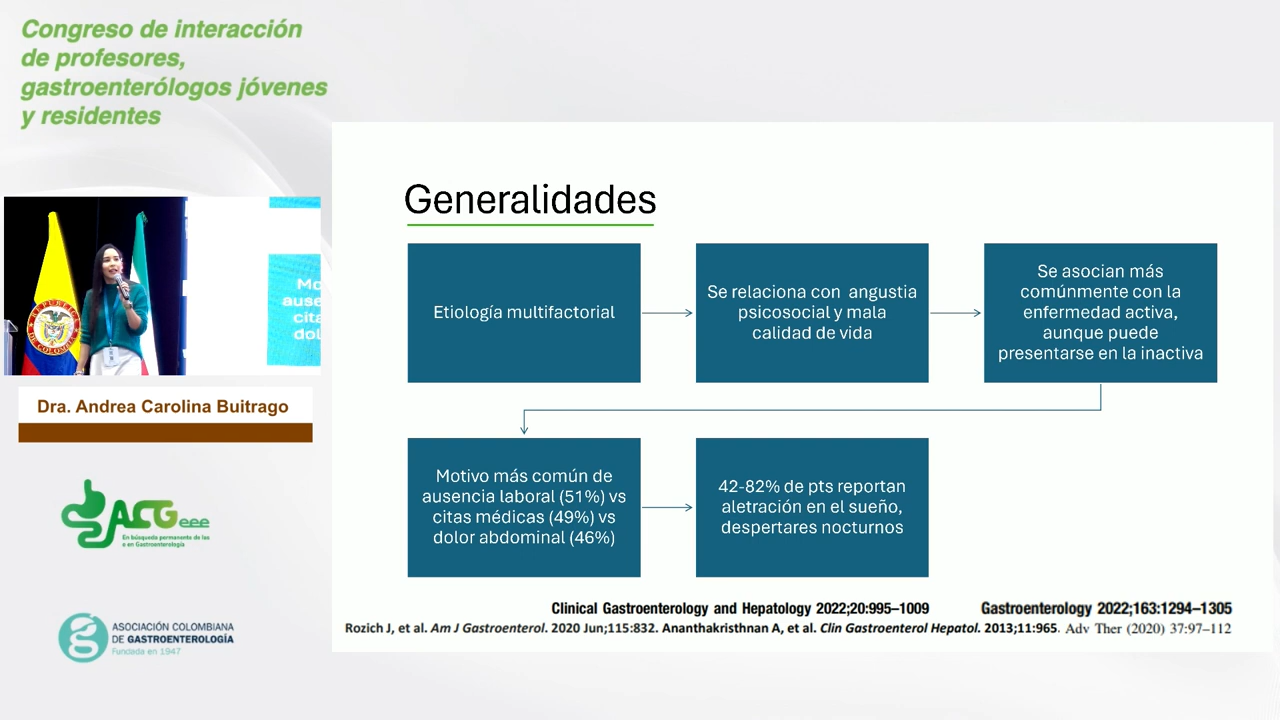 Congreso de interacción
de profesores,
gastroenterólogos jóvenes
y residentes
Generalidades
Etiología multifactorial
Se relaciona con angustia
psicosocial y mala
calidad de vida
Se asocian más
comúnmente con la
enfermedad activa,
aunque puede
presentarse en la inactiva
Motivo más común de
ausencia laboral (51%) vs
citas médicas (49%) vs
dolor abdominal (46%)
42-82% de pts reportan
aletración en el sueño,
despertares nocturnos
Clinical Gastroenterology and Hepatology 2022;20:995–1009
Gastroenterology 2022;163:1294–1305
Rozich J, et al. Am J Gastroenterol. 2020 Jun;115:832. Ananthakristhnan A, et al. Clin Gastroenterol Hepatol. 2013;11:965. Adv Ther (2020) 37:97–112
Mo
ause
cita
dol
Dra. Andrea Carolina Buitrago
ACGeee
En búsqueda permanente de las
e en Gastroenterología
ASOCIACIÓN COLOMBIANA
DE GASTROENTEROLOGÍA
Fundada en 1947